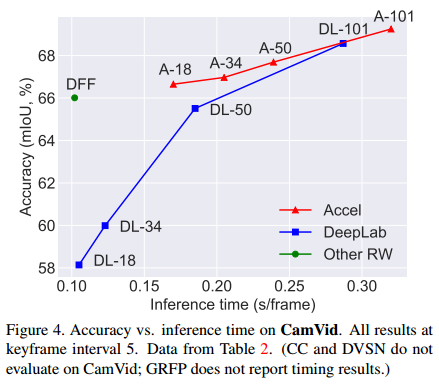 A-101
DL-101
A-50
A-34
A-18
DFF
DL-50
DL-34
DL-18
Accel
DeepLab
Other RW
68
66
64
62
60
58
Accuracy (mIoU, %)
0.10 0.15 0.20 0.25 0.30
Inference time (s/frame)
Figure 4. Accuracy vs. inference time on CamVid. All results at
keyframe interval 5. Data from Table 2. (CC and DVSN do not
evaluate on CamVid; GRFP does not report timing results.)